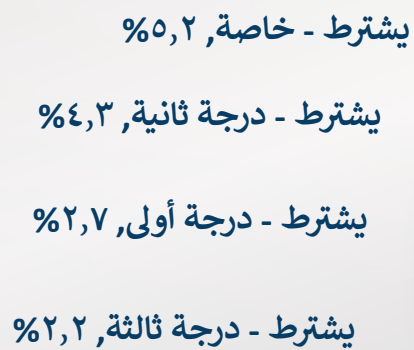 يشترط - خاصة, ٥,٢%
يشترط - درجة ثانية, ٤,٣%
يشترط - درجة أولى, ٢,٧%
يشترط - درجة ثالثة, ٢,٢%